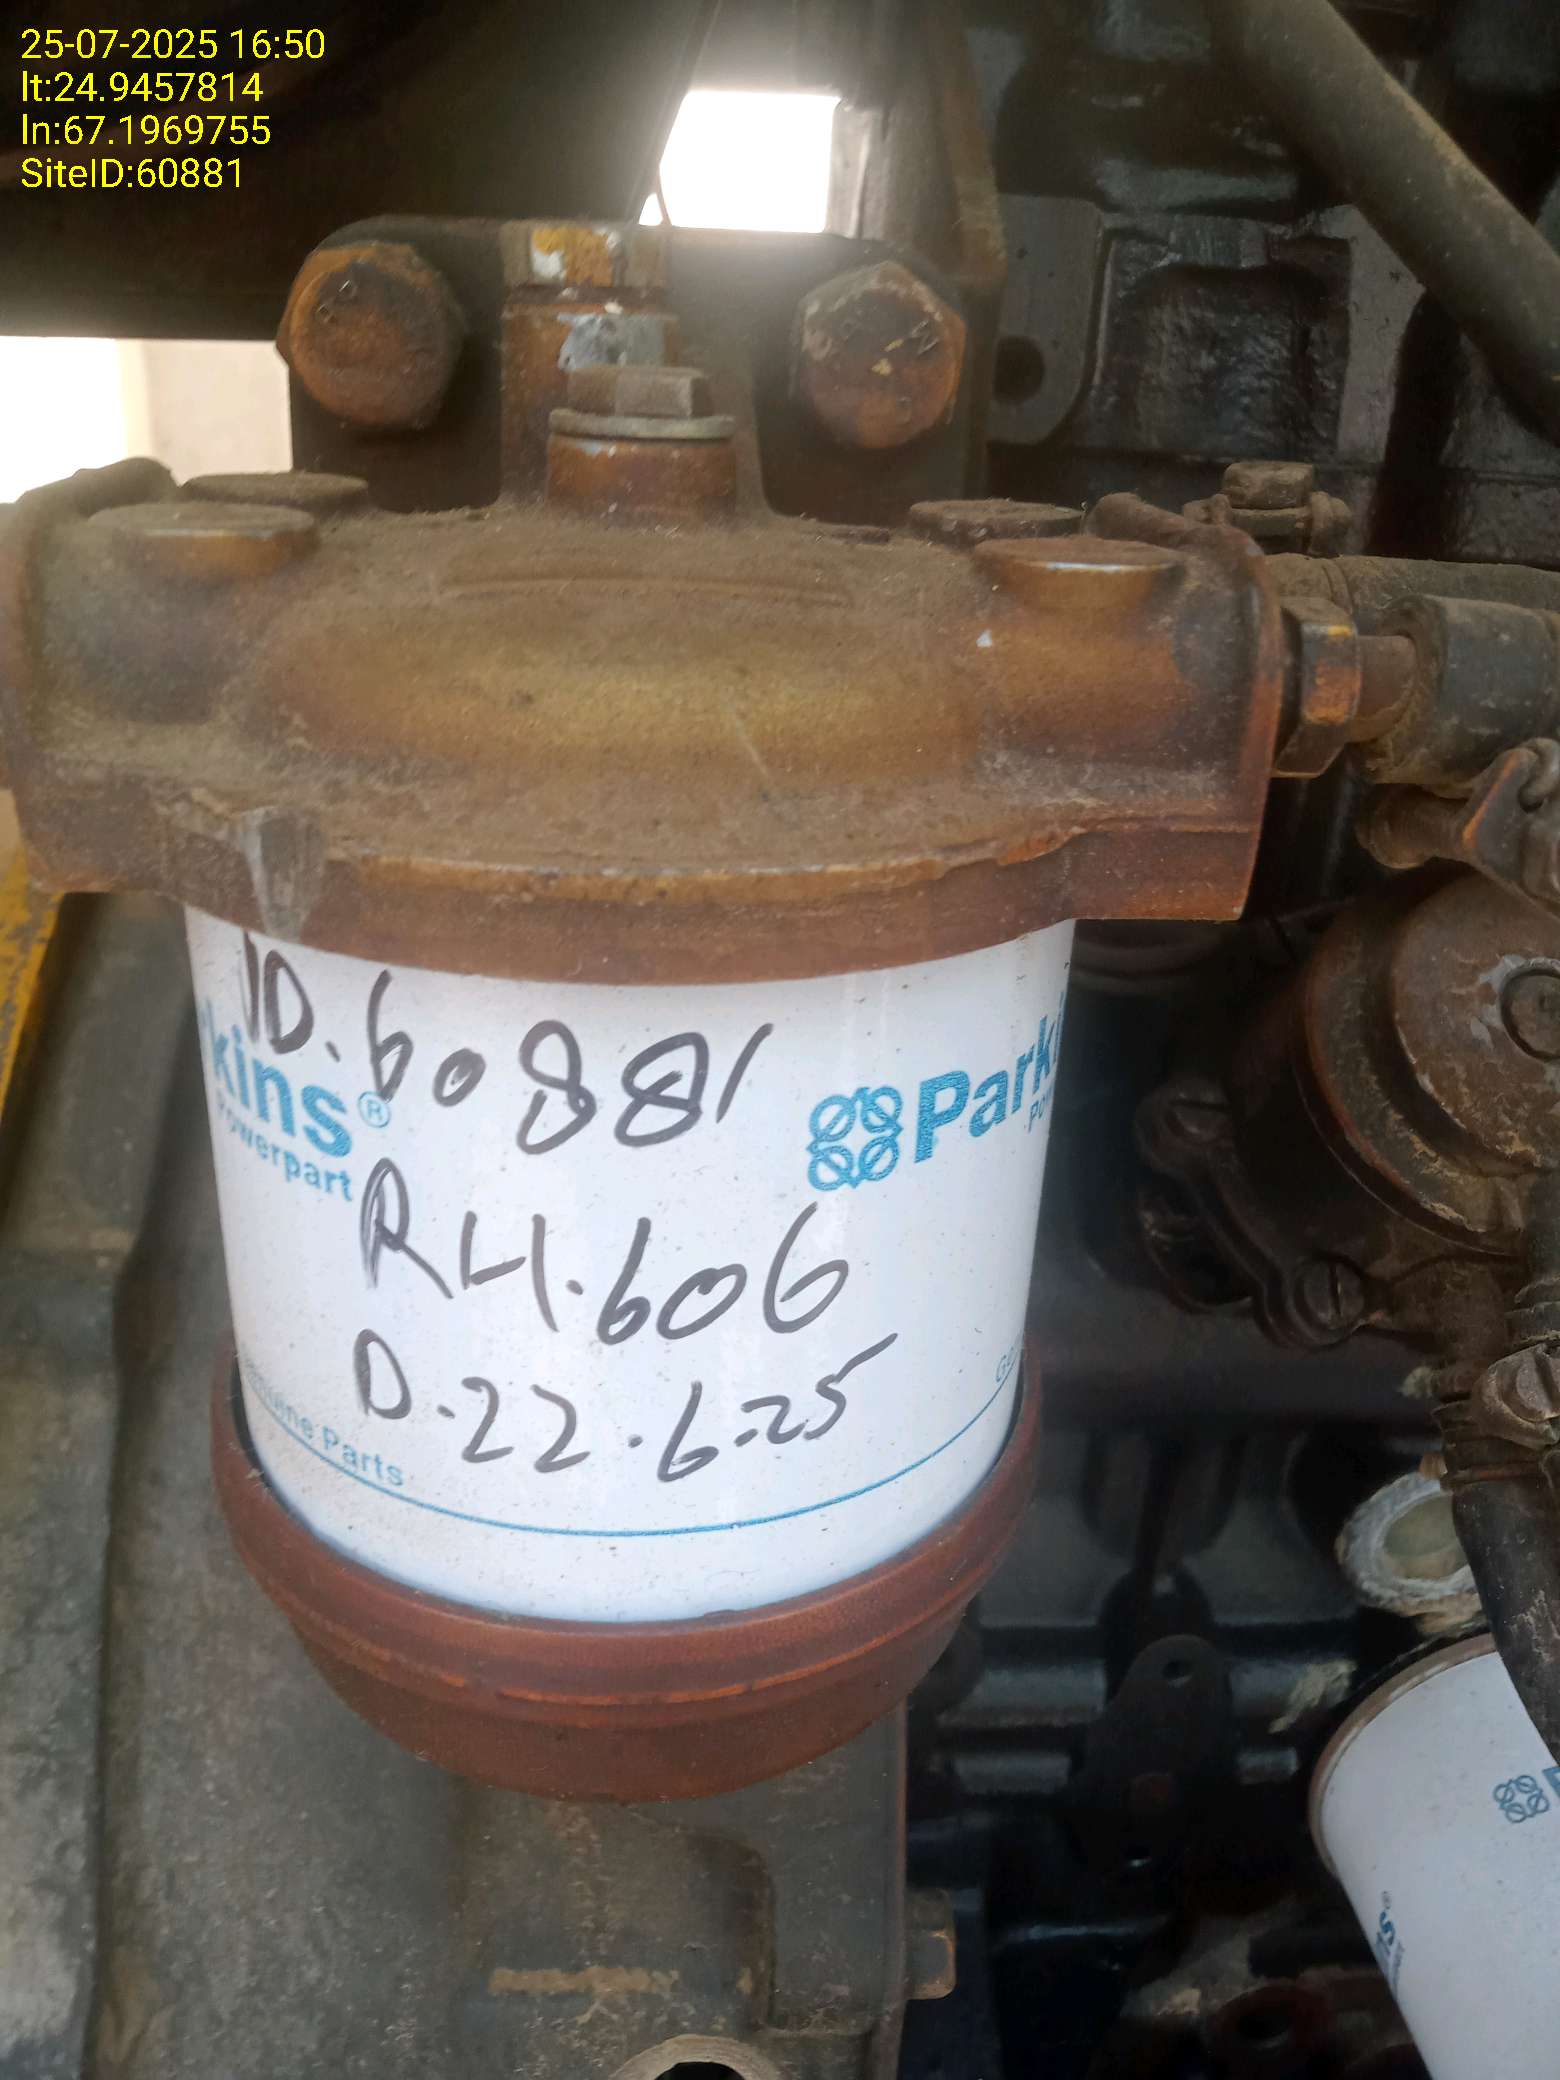 25-07-2025 16:50
lt:24.9457814
ln:67.1969755
SiteID:60881
ID.60881
kins®
Powerpart
Parki
RH.606
D.22.6.25
Genuine Parts